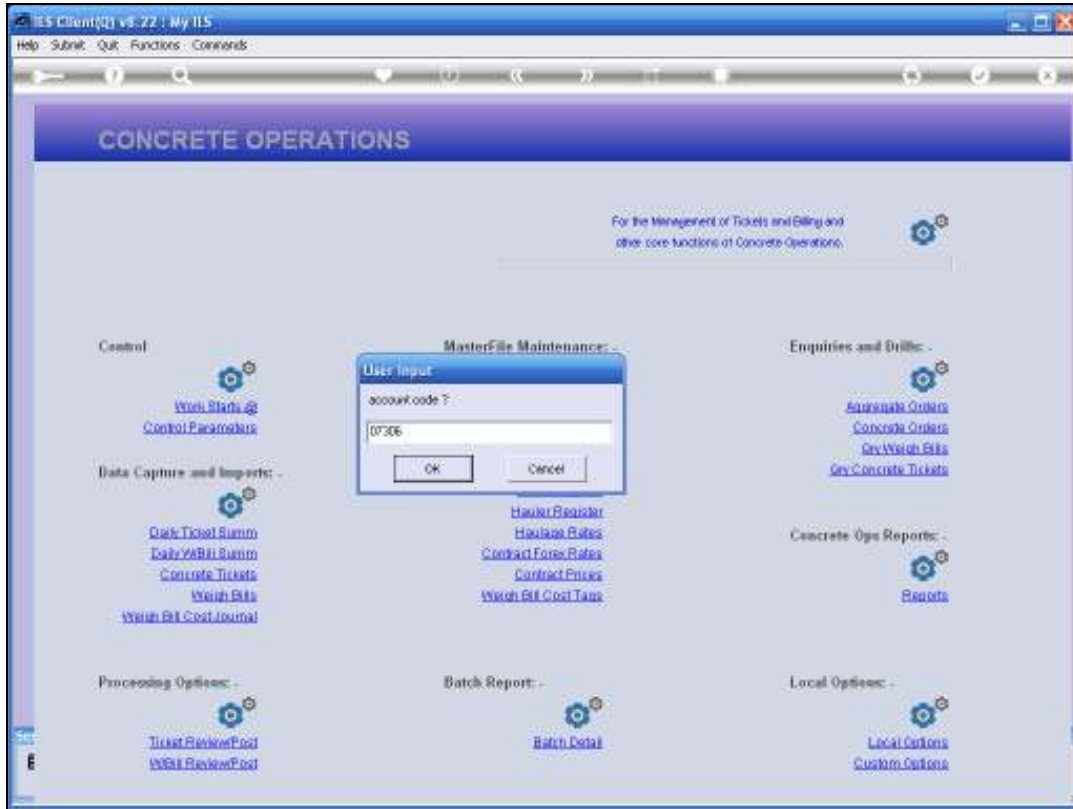 IES Client(Q) v8.22 : My IES
Help Submit Quit Functions Commands
CONCRETE OPERATIONS
For the Management of Tickets and Billing and
other core functions of Concrete Operations.
Control
MasterFile Maintenance: -
Enquiries and Drills: -
User Input
account code ?
07306
OK Cancel
Work Starts @
Control Parameters
Aggregate Orders
Concrete Orders
Qry Weigh Bills
Qry Concrete Tickets
Data Capture and Imports: -
Daily Ticket Summ
Daily WBill Summ
Concrete Tickets
Weigh Bills
Weigh Bill Cost Journal
Hauler Register
Haulage Rates
Contract Forex Rates
Contract Prices
Weigh Bill Cost Tags
Concrete Ops Reports: -
Reports
Processing Options: -
Ticket Review/Post
WBill Review/Post
Batch Report: -
Batch Detail
Local Options: -
Local Options
Custom Options